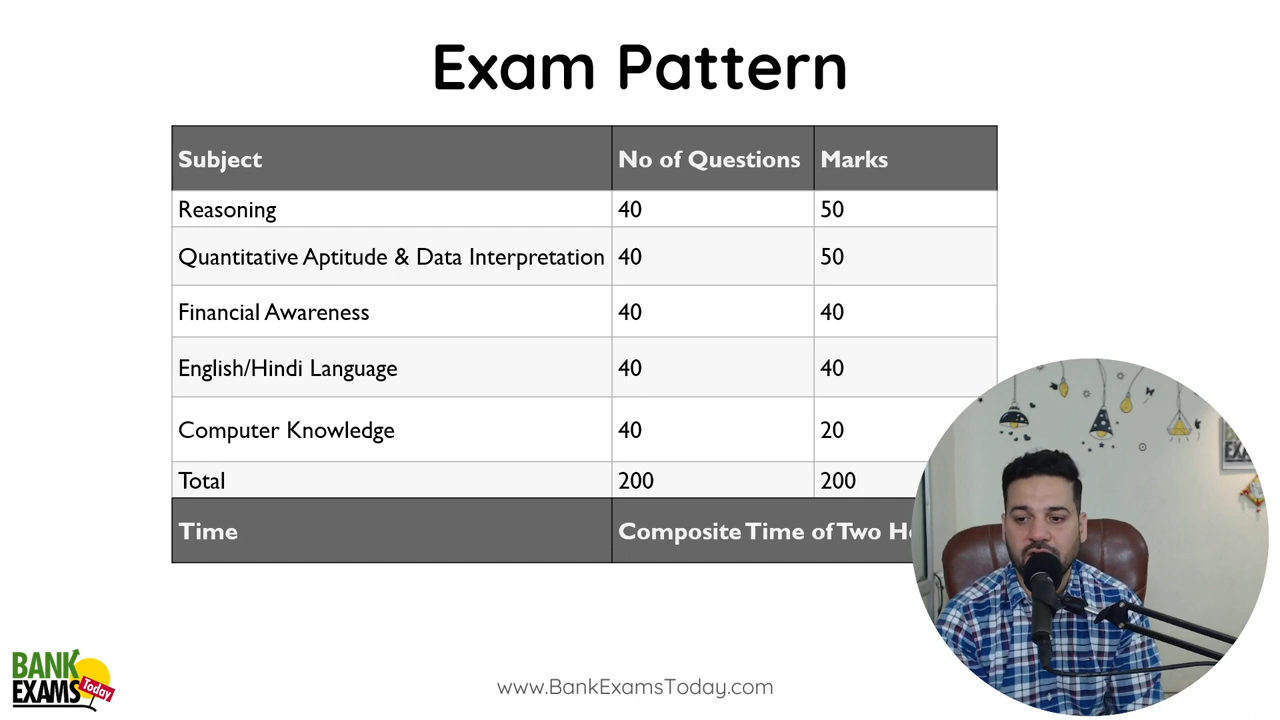 Exam Pattern
Subject No of Questions Marks
Reasoning 40 50
Quantitative Aptitude & Data Interpretation 40 50
Financial Awareness 40 40
English/Hindi Language 40 40
Computer Knowledge 40 20
Total 200 200
Time Composite Time of Two
BANK
EXAMS
Today
www.BankExamsToday.com